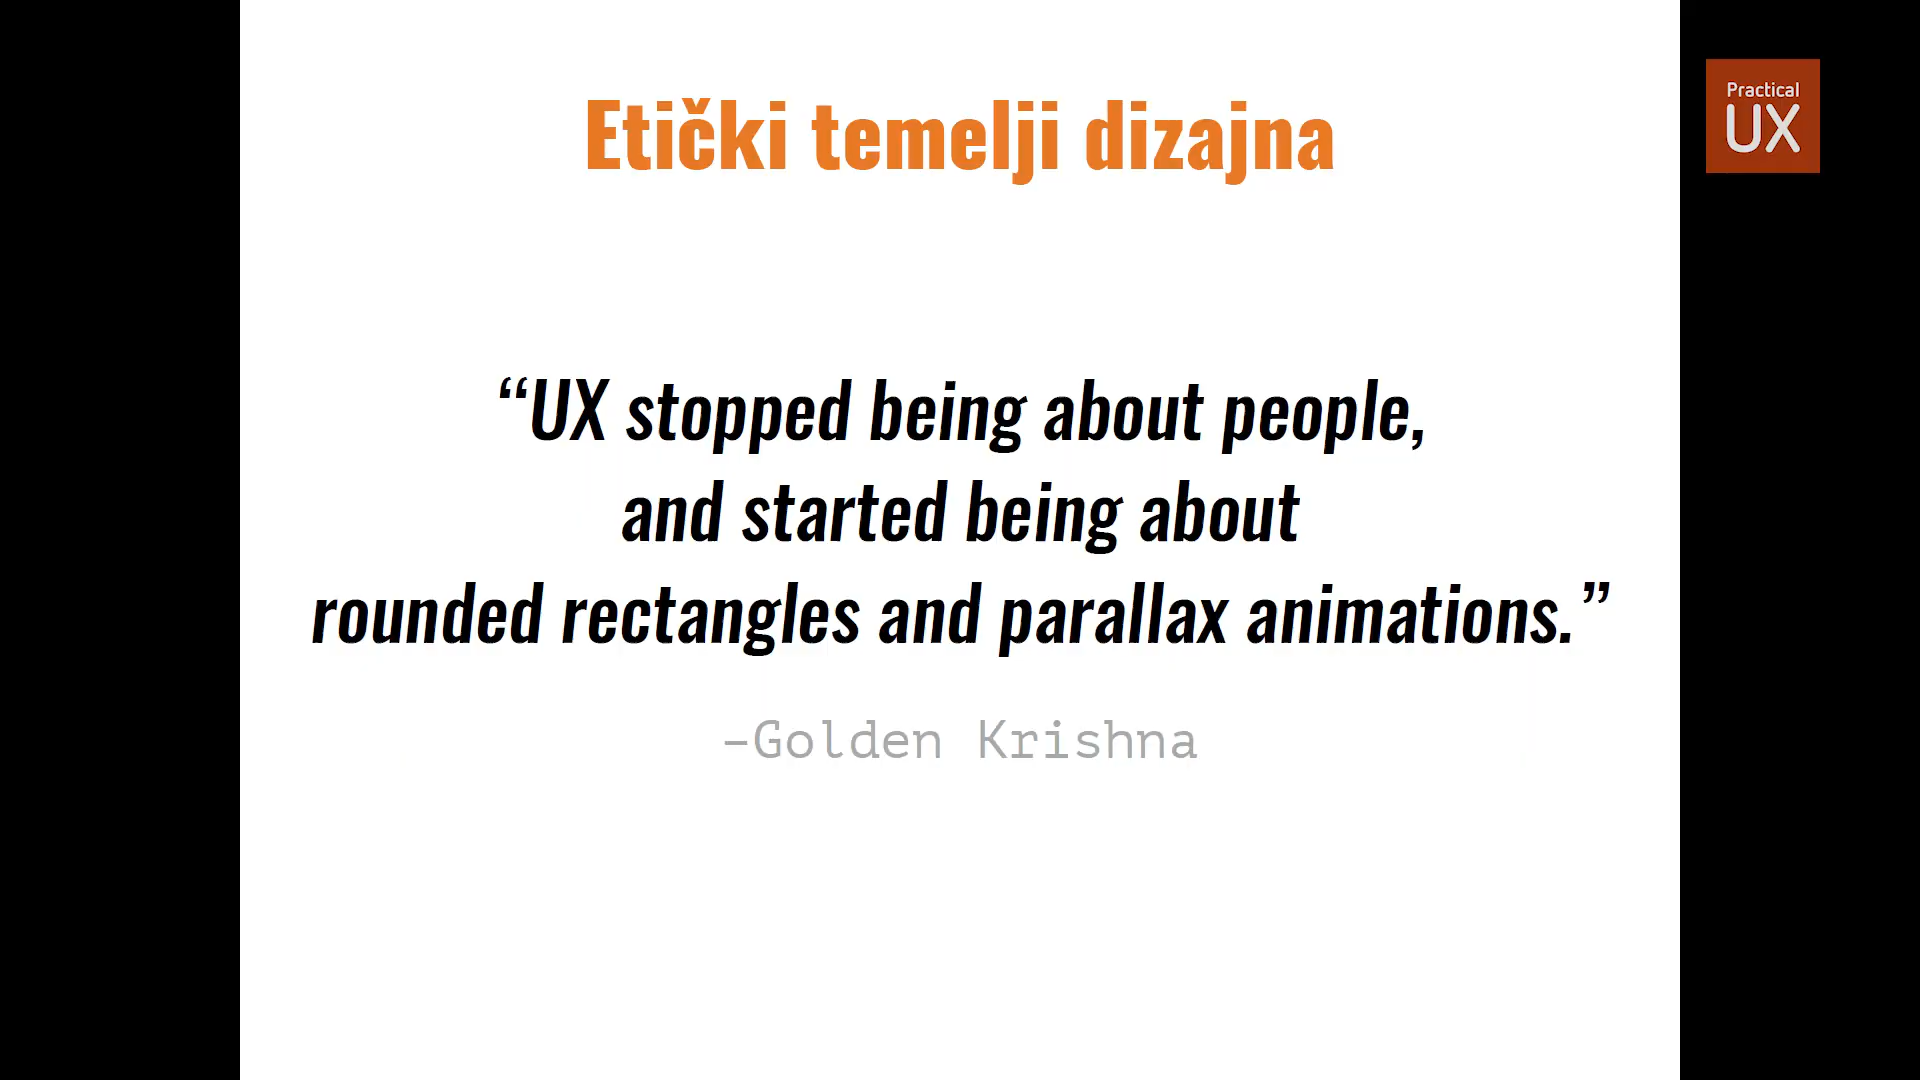 Etički temelji dizajna
Practical
UX
“UX stopped being about people,
and started being about
rounded rectangles and parallax animations.”
–Golden Krishna